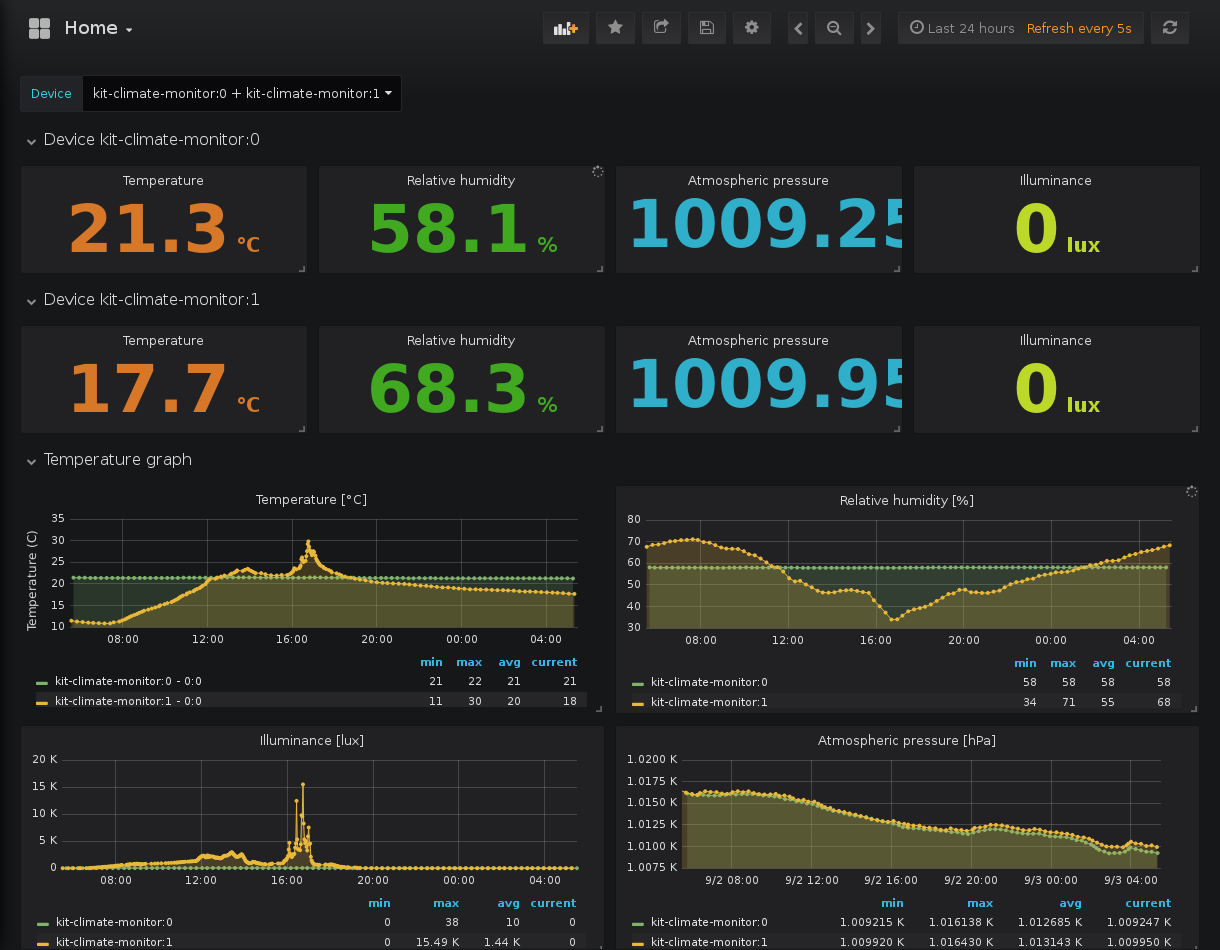 Home
Last 24 hours Refresh every 5s
Device kit-climate-monitor:0 + kit-climate-monitor:1
Device kit-climate-monitor:0
Temperature Relative humidity Atmospheric pressure Illuminance
21.3 °C 58.1 % 1009.25 0 lux
Device kit-climate-monitor:1
Temperature Relative humidity Atmospheric pressure Illuminance
17.7 °C 68.3 % 1009.95 0 lux
Temperature graph
Temperature [°C]
Temperature (C)
35
30
25
20
15
10
08:00 12:00 16:00 20:00 00:00 04:00
min max avg current
kit-climate-monitor:0 - 0:0 21 22 21 21
kit-climate-monitor:1 - 0:0 11 30 20 18
Relative humidity [%]
80
70
60
50
40
30
08:00 12:00 16:00 20:00 00:00 04:00
min max avg current
kit-climate-monitor:0 58 58 58 58
kit-climate-monitor:1 34 71 55 68
Illuminance [lux]
20 K
15 K
10 K
5 K
0
08:00 12:00 16:00 20:00 00:00 04:00
min max avg current
kit-climate-monitor:0 0 38 10 0
kit-climate-monitor:1 0 15.49 K 1.44 K 0
Atmospheric pressure [hPa]
1.0200 K
1.0175 K
1.0150 K
1.0125 K
1.0100 K
1.0075 K
9/2 08:00 9/2 12:00 9/2 16:00 9/2 20:00 9/3 00:00 9/3 04:00
min max avg current
kit-climate-monitor:0 1.009215 K 1.016138 K 1.012685 K 1.009247 K
kit-climate-monitor:1 1.009920 K 1.016430 K 1.013143 K 1.009950 K